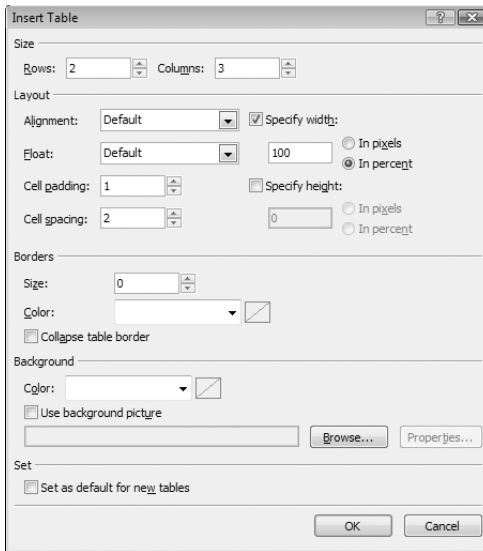 Insert Table
Size
Rows: 2 Columns: 3
Layout
Alignment: Default Specify width:
Float: Default 100 In pixels
In percent
Cell padding: 1 Specify height:
Cell spacing: 2 0 In pixels
In percent
Borders
Size: 0
Color:
Collapse table border
Background
Color:
Use background picture
Browse... Properties...
Set
Set as default for new tables
OK Cancel